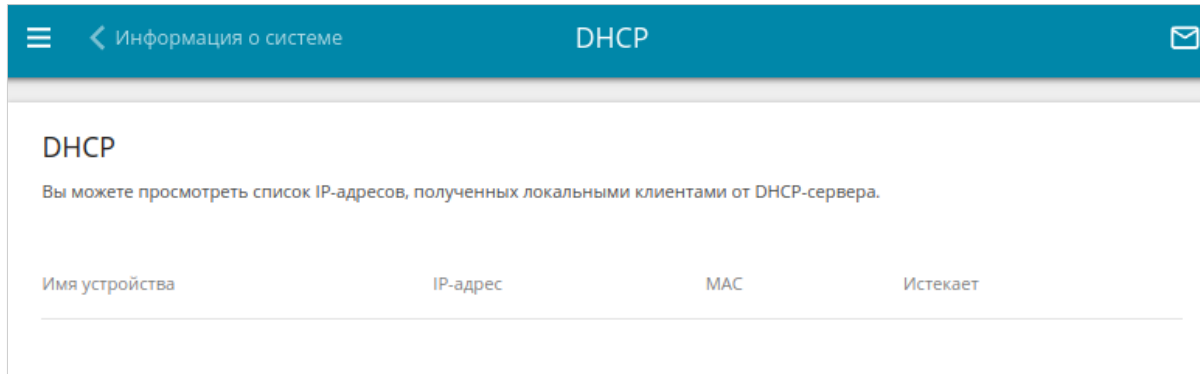 Информация о системе DHCP
DHCP
Вы можете просмотреть список IP-адресов, полученных локальными клиентами от DHCP-сервера.
Имя устройства IP-адрес MAC Истекает